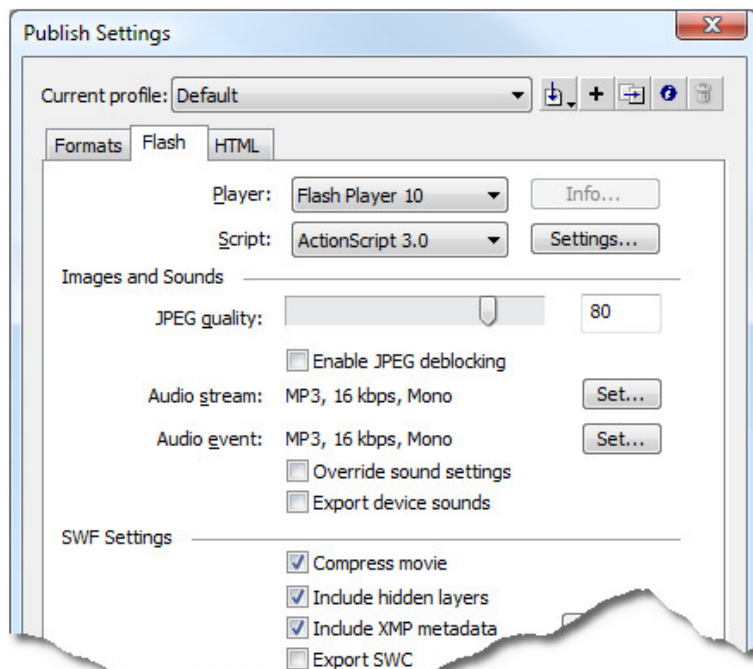 Publish Settings
Current profile: Default
Formats Flash HTML
Player: Flash Player 10 Info...
Script: ActionScript 3.0 Settings...
Images and Sounds
JPEG quality: 80
Enable JPEG deblocking
Audio stream: MP3, 16 kbps, Mono Set...
Audio event: MP3, 16 kbps, Mono Set...
Override sound settings
Export device sounds
SWF Settings
Compress movie
Include hidden layers
Include XMP metadata
Export SWC